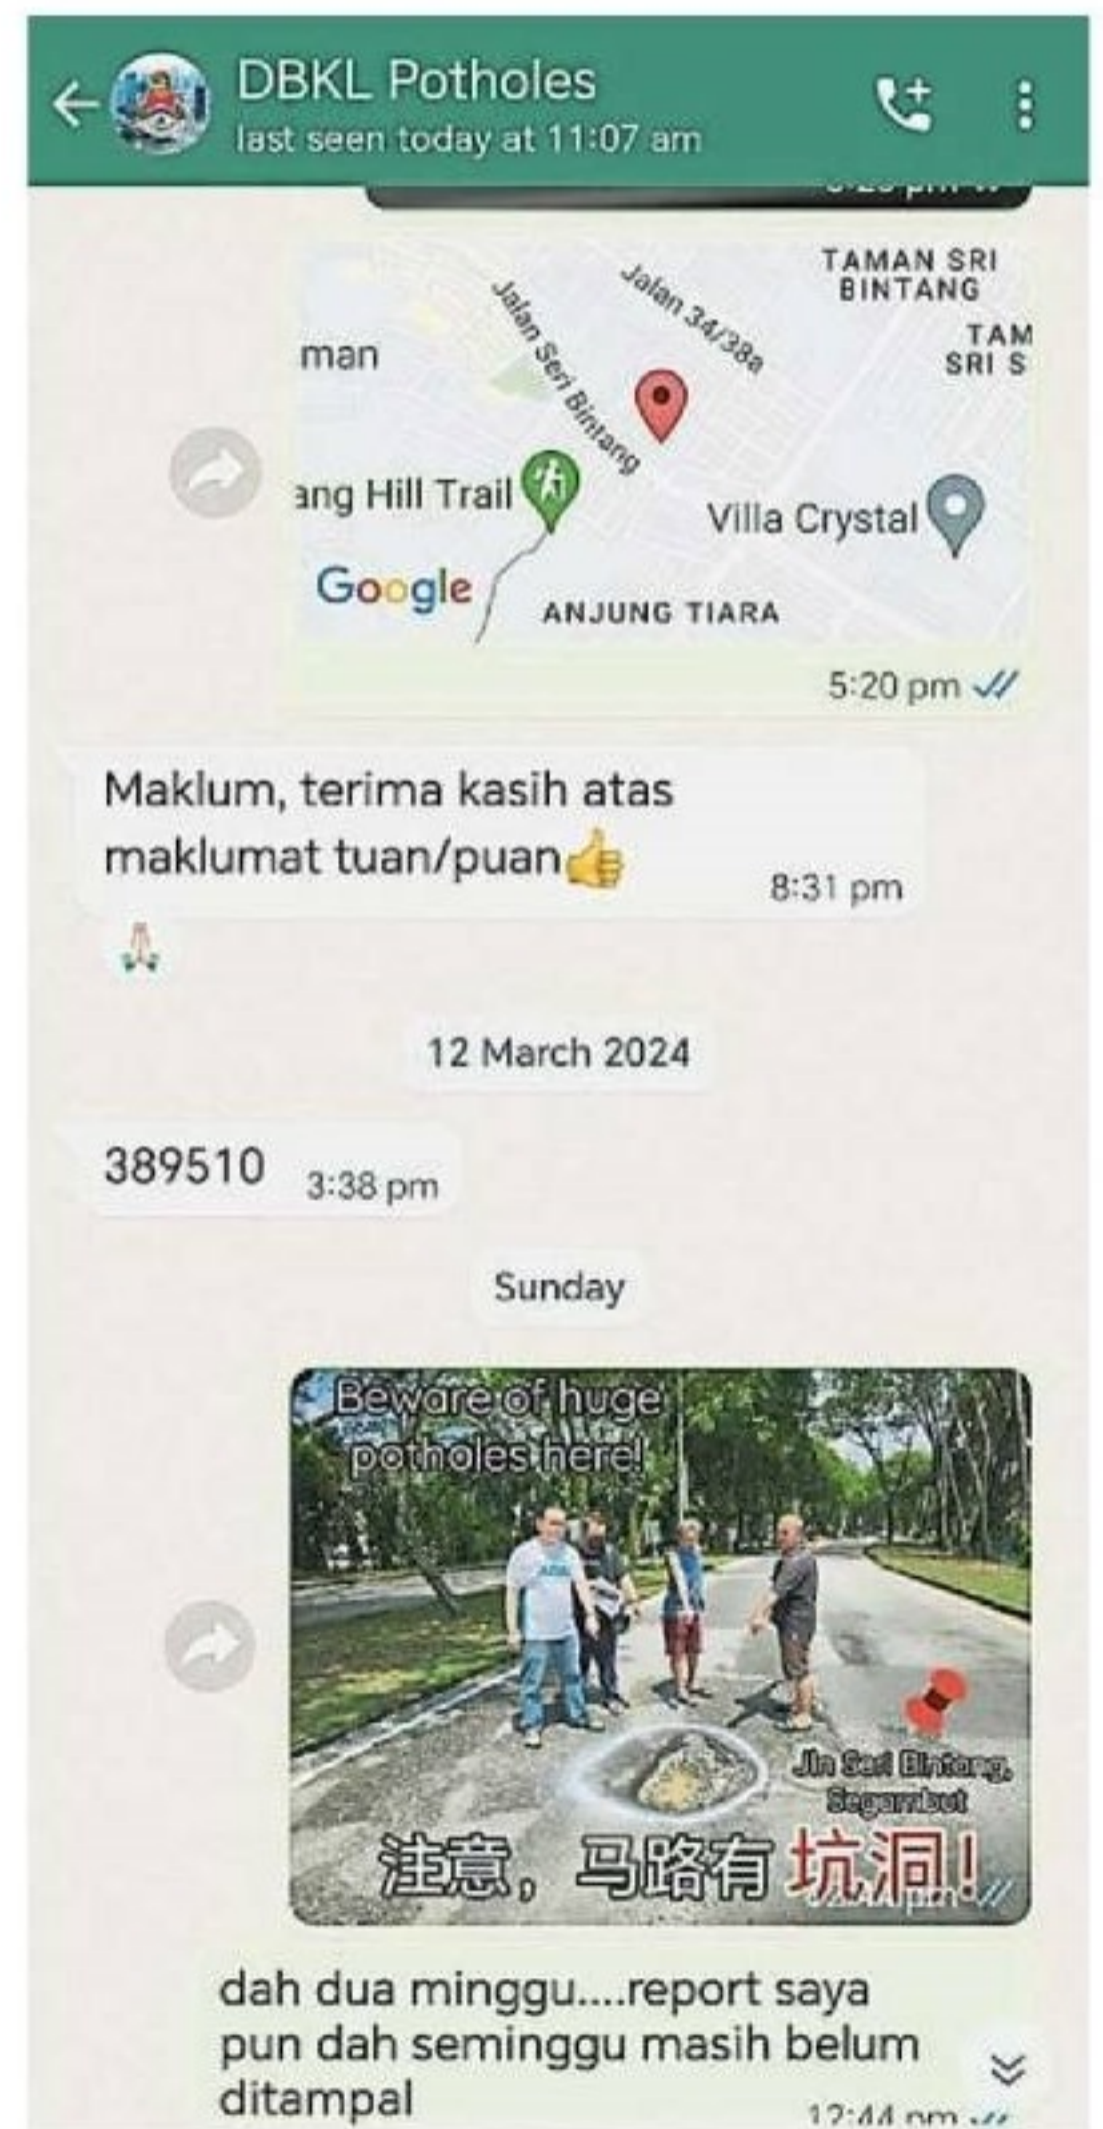 DBKL Potholes
last seen today at 11:07 am
TAMAN SRI
BINTANG
Jalan 34/38a
Jalan Seri Bintang
TAM
SRI S
man
ang Hill Trail
Villa Crystal
Google
ANJUNG TIARA
5:20 pm
Maklum, terima kasih atas
maklumat tuan/puan👍
8:31 pm
🙏🏻
12 March 2024
389510 3:38 pm
Sunday
Beware of huge
potholes here!
Jln Seri Bintang,
Segambut
注意，马路有坑洞！
dah dua minggu....report saya
pun dah seminggu masih belum
ditampal
12:44 pm